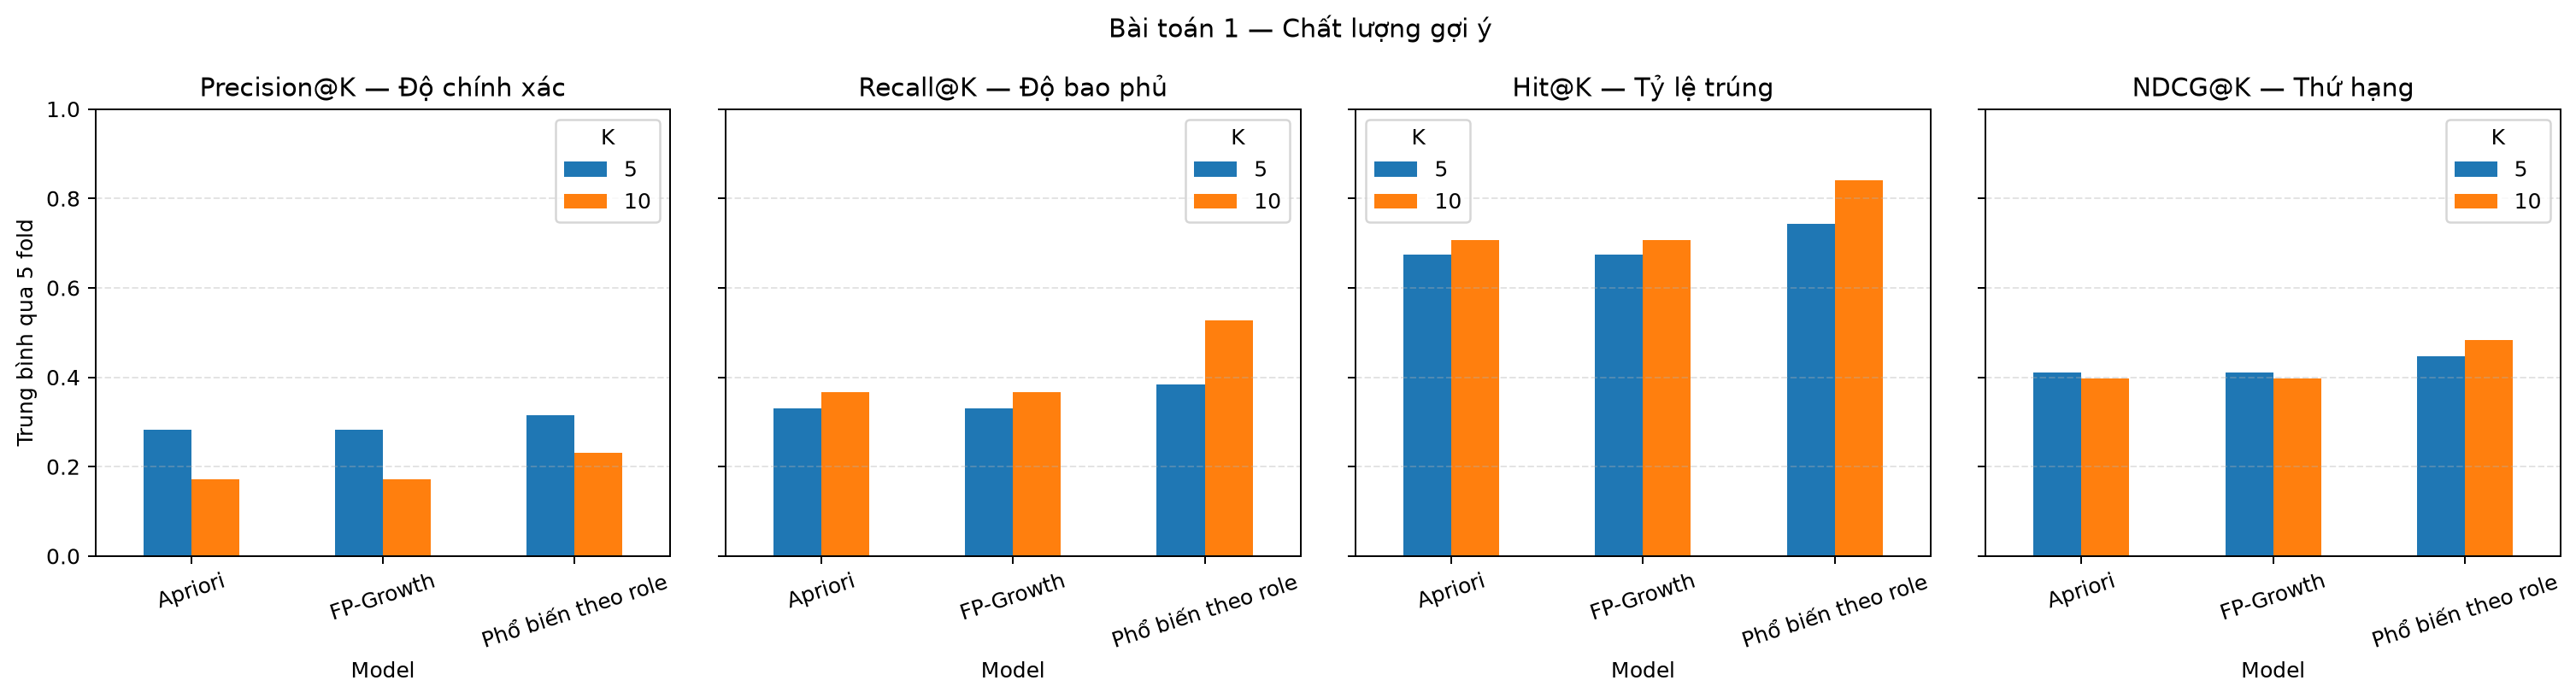 Bài toán 1 — Chất lượng gợi ý
Precision@K — Độ chính xác
Trung bình qua 5 fold
1.0
0.8
0.6
0.4
0.2
0.0
K
5
10
Apriori
FP-Growth
Phổ biến theo role
Model
Recall@K — Độ bao phủ
K
5
10
Apriori
FP-Growth
Phổ biến theo role
Model
Hit@K — Tỷ lệ trúng
K
5
10
Apriori
FP-Growth
Phổ biến theo role
Model
NDCG@K — Thứ hạng
K
5
10
Apriori
FP-Growth
Phổ biến theo role
Model